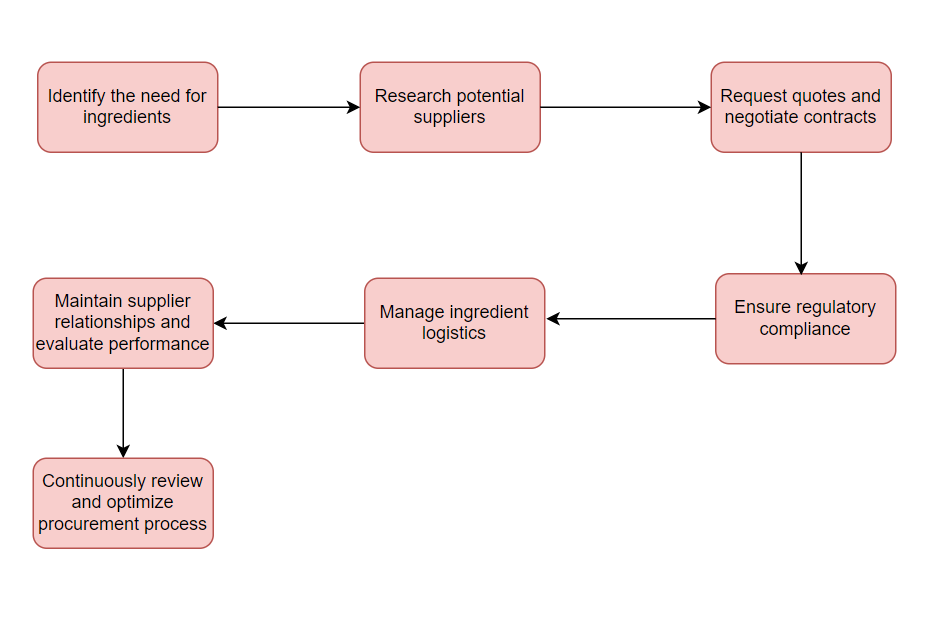 Identify the need for
ingredients
Research potential
suppliers
Request quotes and
negotiate contracts
Ensure regulatory
compliance
Manage ingredient
logistics
Maintain supplier
relationships and
evaluate performance
Continuously review
and optimize
procurement process